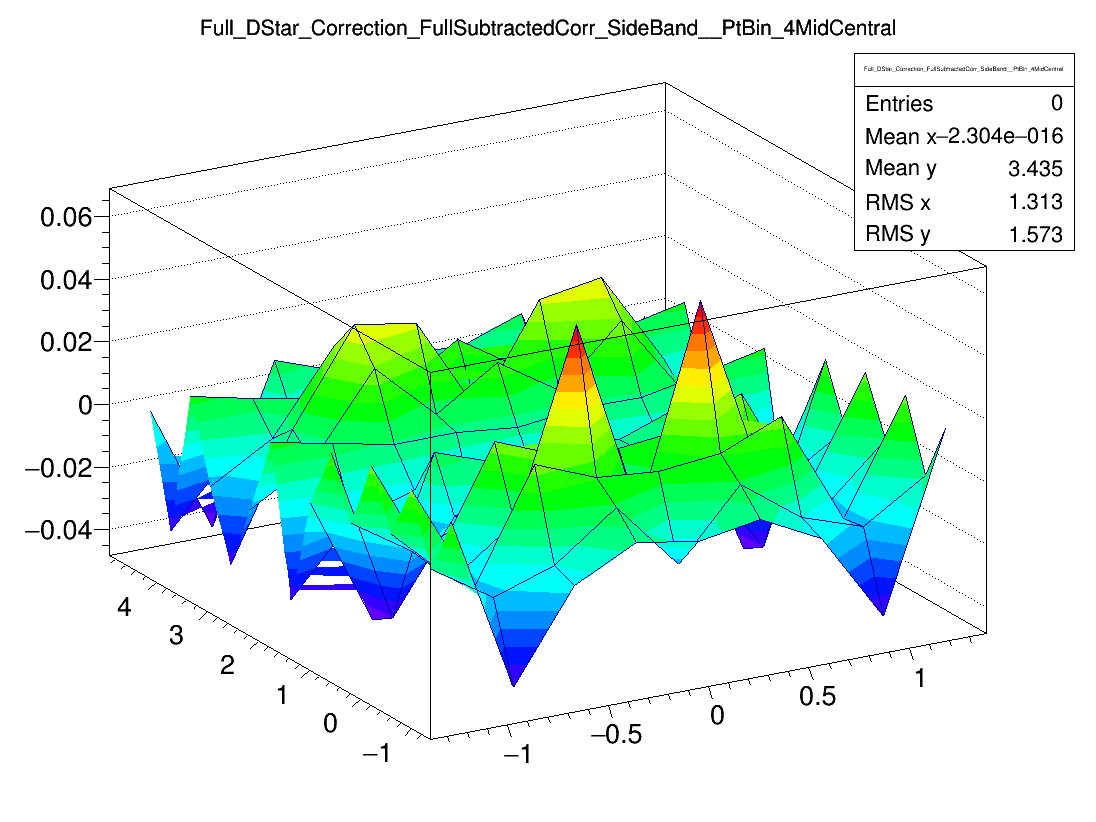 Full_DStar_Correction_FullSubtractedCorr_SideBand__PtBin_4MidCentral
Full_DStar_Correction_FullSubtractedCorr_SideBand__PtBin_4MidCentral
Entries 0
Mean x −2.304e−016
Mean y 3.435
RMS x 1.313
RMS y 1.573
0.06
0.04
0.02
0
−0.02
−0.04
4
3
2
1
0
−1
−1
−0.5
0
0.5
1